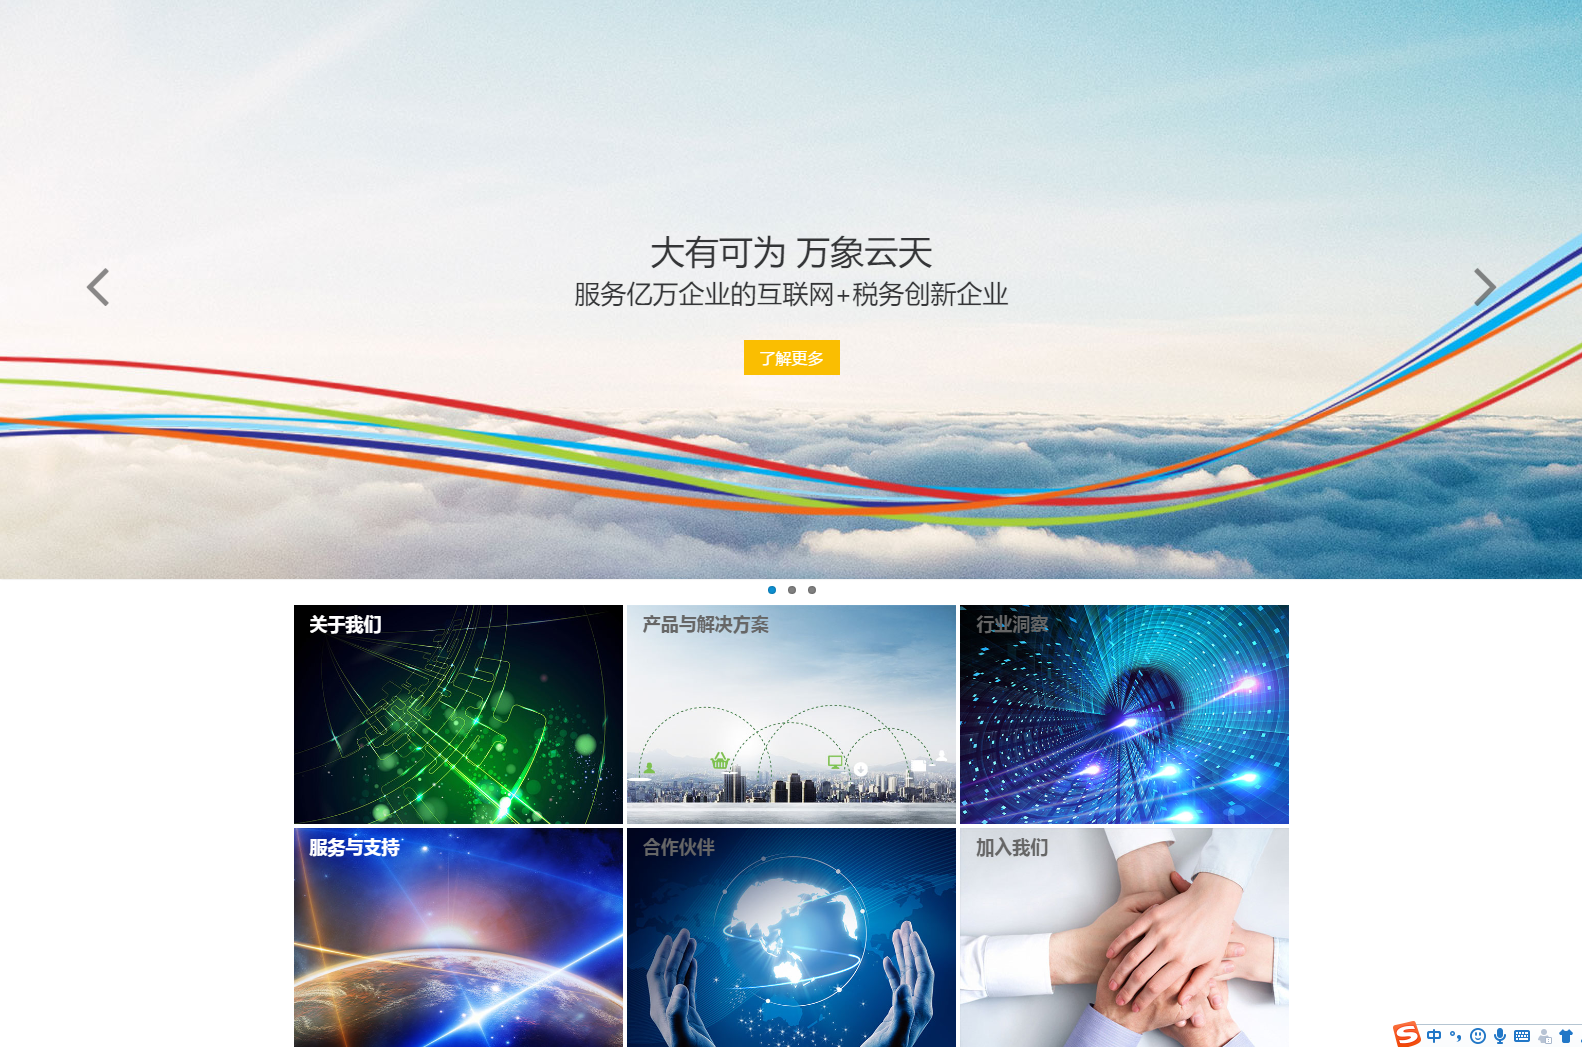 大有可为 万象云天
服务亿万企业的互联网+税务创新企业
了解更多
关于我们
产品与解决方案
行业洞察
服务与支持
合作伙伴
加入我们
中